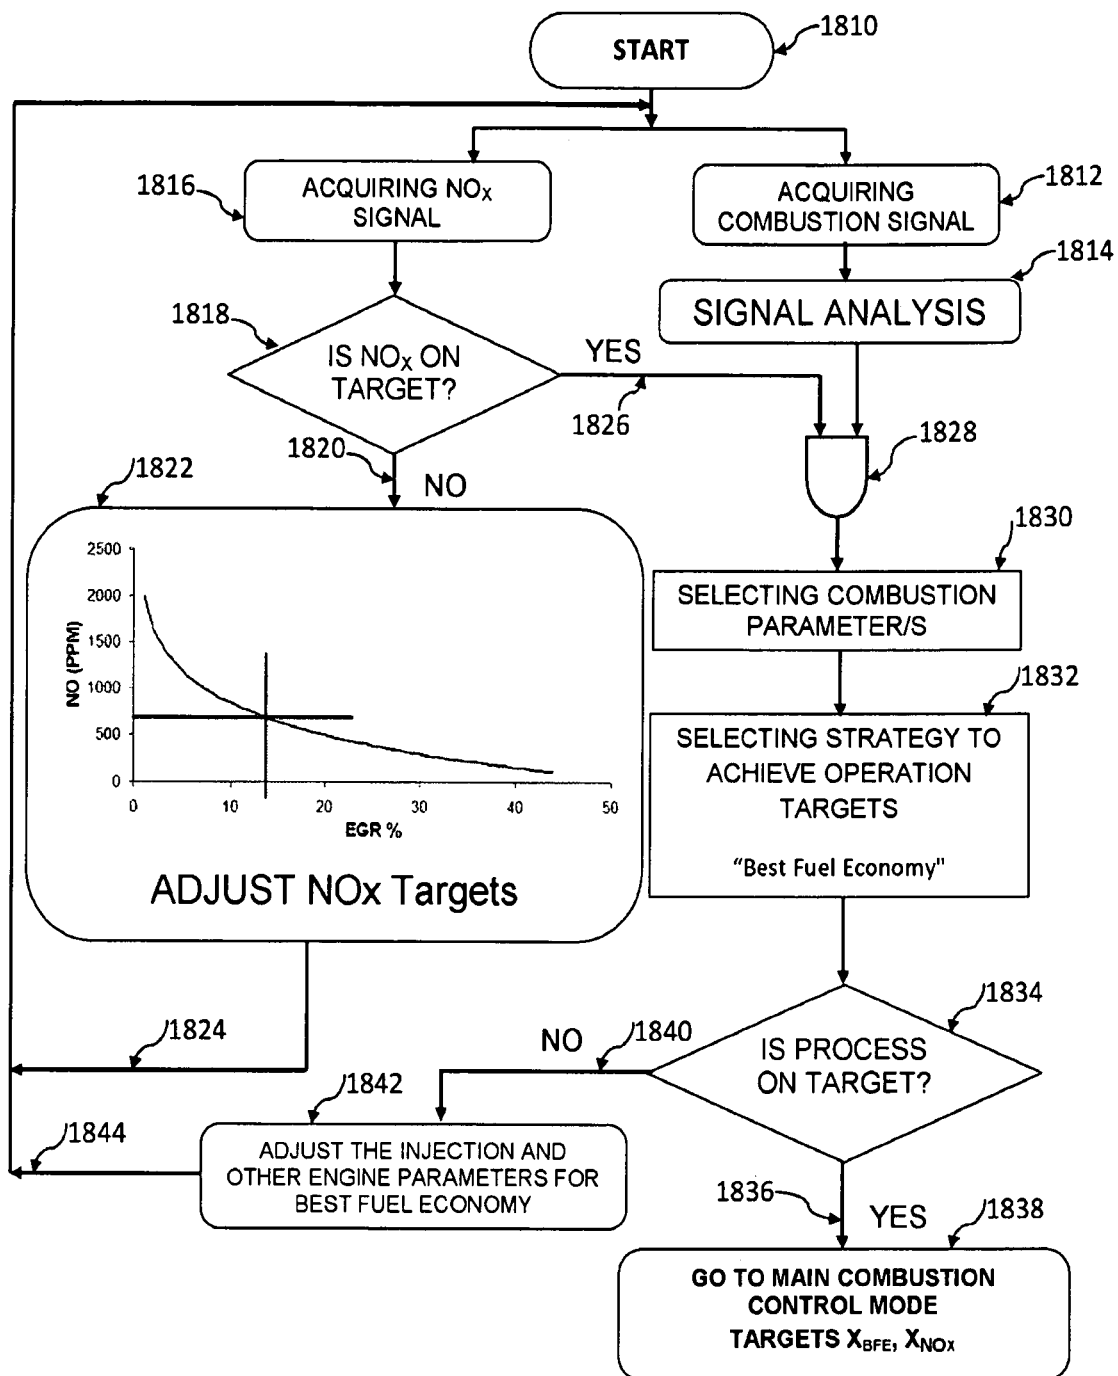 START
1810
1816
ACQUIRING NOX
SIGNAL
ACQUIRING
COMBUSTION SIGNAL
1812
1814
SIGNAL ANALYSIS
1818
IS NOX ON
TARGET?
YES
1826
1828
1820
NO
1822
2500
2000
1500
1000
500
0
NO (PPM)
0
10
20
30
40
50
EGR %
ADJUST NOx Targets
1830
SELECTING COMBUSTION
PARAMETER/S
1832
SELECTING STRATEGY TO
ACHIEVE OPERATION
TARGETS
“Best Fuel Economy"
1834
IS PROCESS
ON TARGET?
NO
1840
1824
1842
1844
ADJUST THE INJECTION AND
OTHER ENGINE PARAMETERS FOR
BEST FUEL ECONOMY
1836
YES
1838
GO TO MAIN COMBUSTION
CONTROL MODE
TARGETS XBFE, XNOx